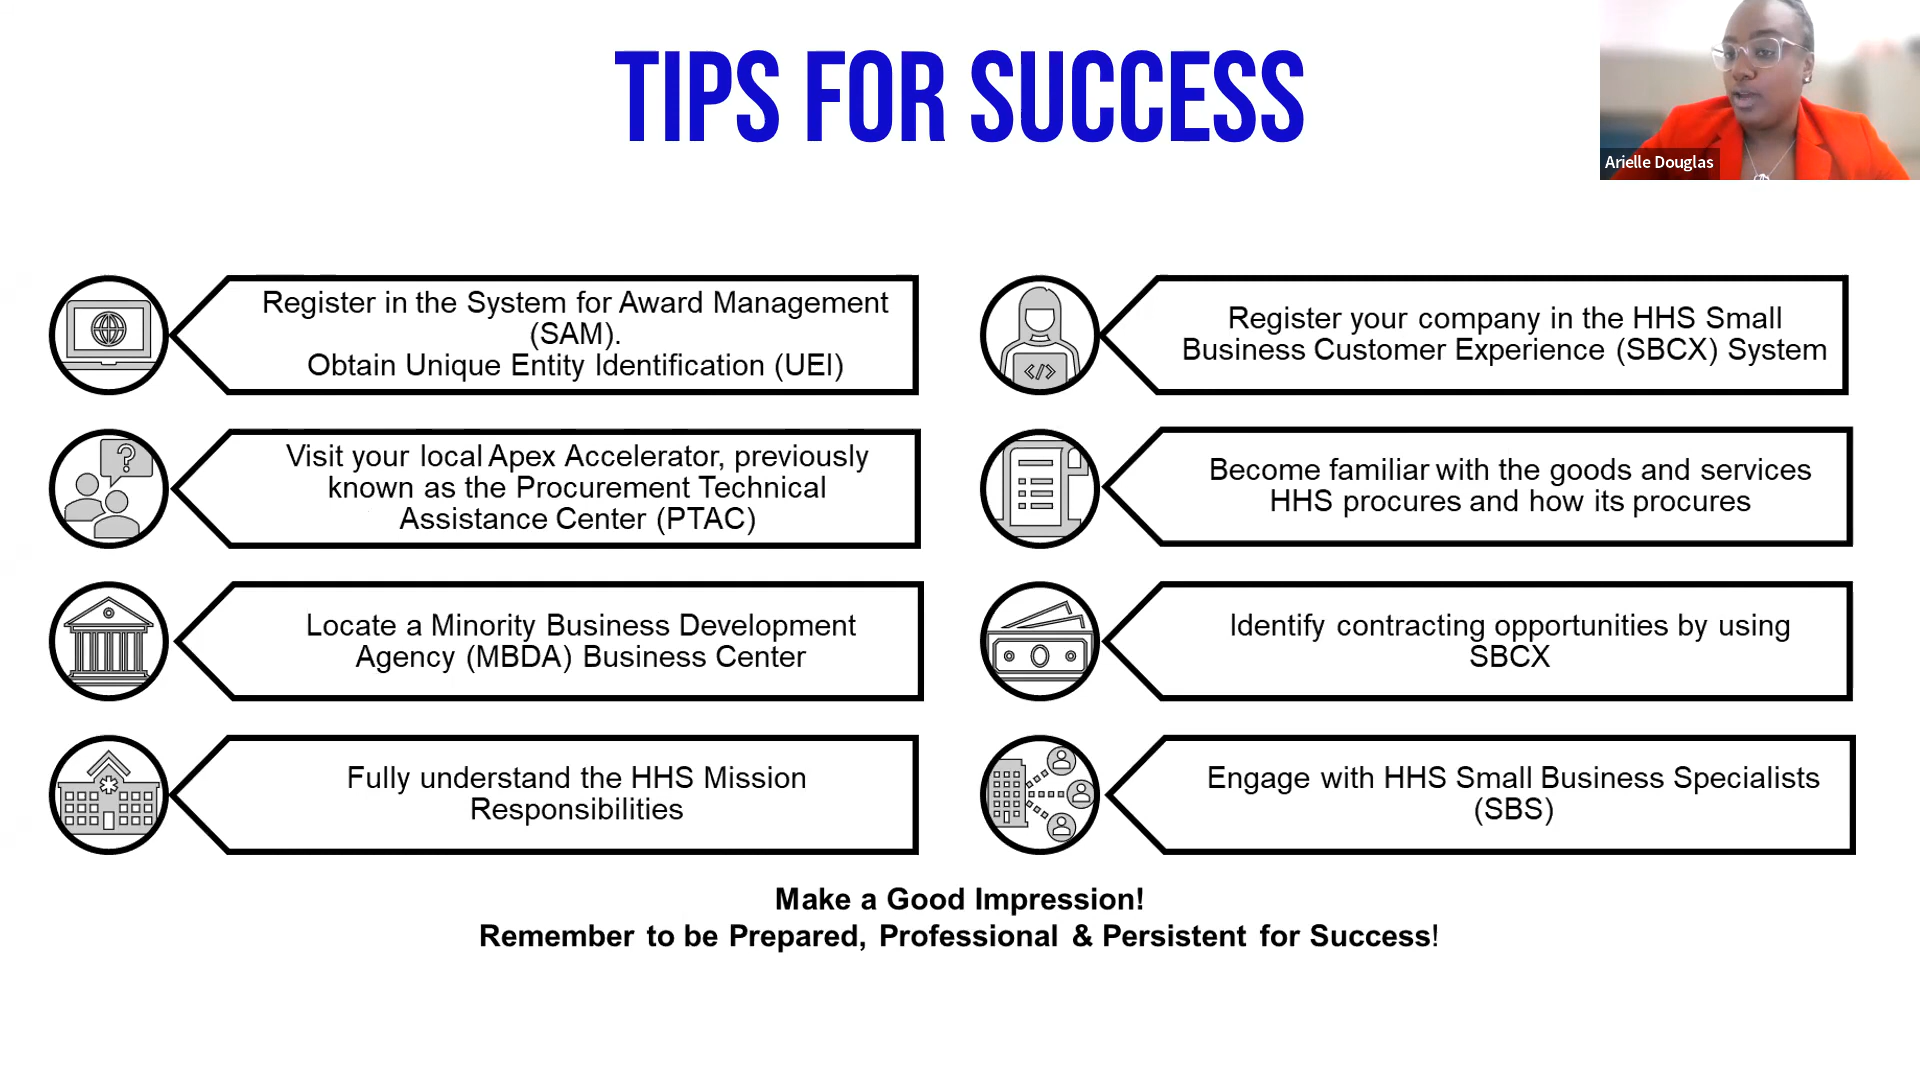 TIPS FOR SUCCESS
Arielle Douglas
Register in the System for Award Management
(SAM).
Obtain Unique Entity Identification (UEI)
Visit your local Apex Accelerator, previously
known as the Procurement Technical
Assistance Center (PTAC)
Locate a Minority Business Development
Agency (MBDA) Business Center
Fully understand the HHS Mission
Responsibilities
Register your company in the HHS Small
Business Customer Experience (SBCX) System
Become familiar with the goods and services
HHS procures and how its procures
Identify contracting opportunities by using
SBCX
Engage with HHS Small Business Specialists
(SBS)
Make a Good Impression!
Remember to be Prepared, Professional & Persistent for Success!